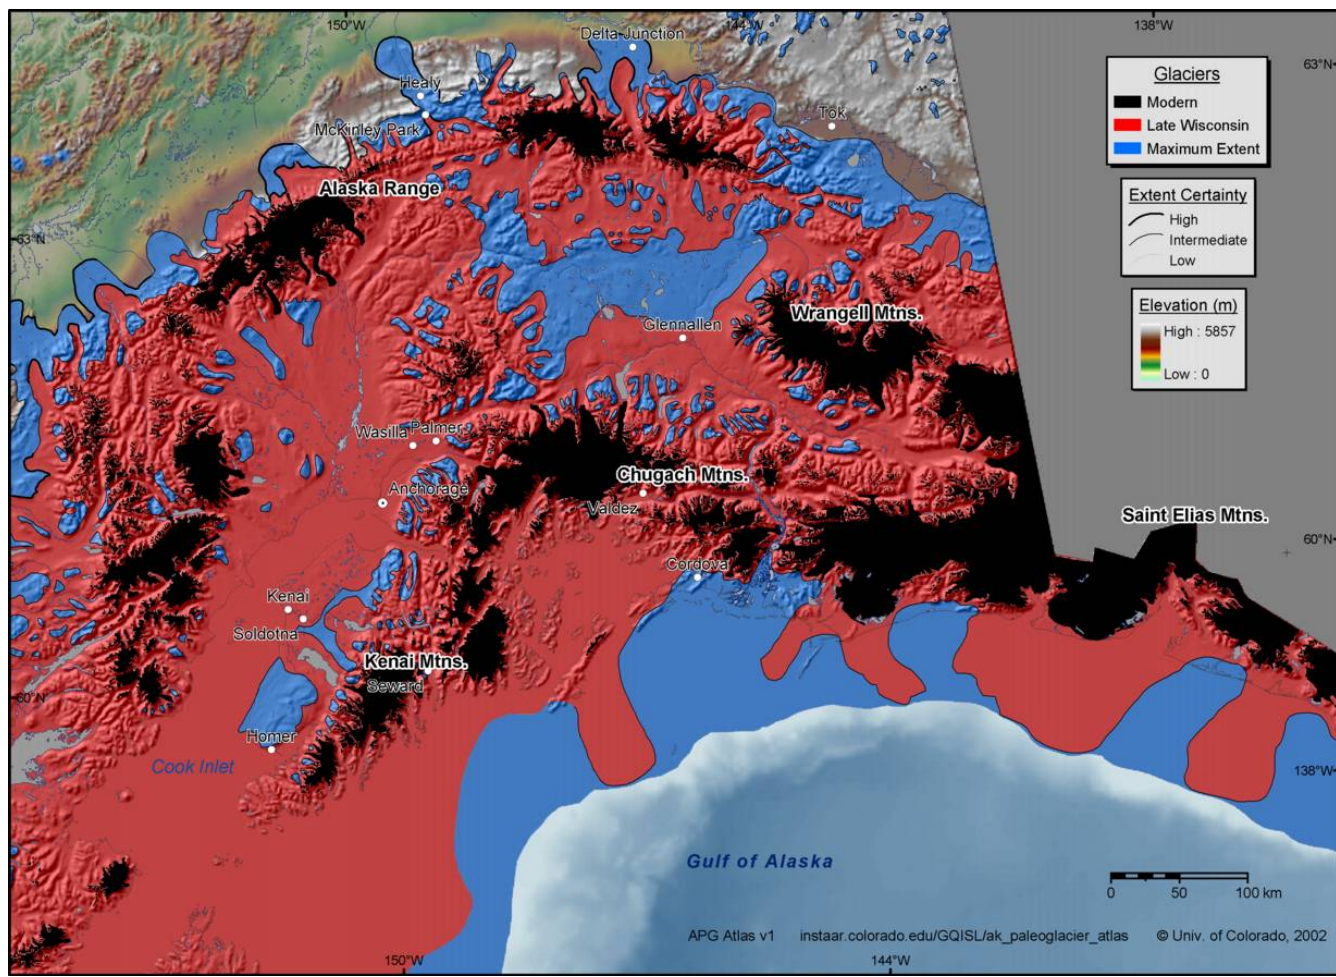 150°W
144°W
138°W
Delta Junction
63°N
Glaciers
Modern
Late Wisconsin
Maximum Extent
Healy
McKinley Park
Tok
Alaska Range
Extent Certainty
High
Intermediate
Low
63°N
Elevation (m)
High : 5857
Low : 0
Wrangell Mtns.
Glennallen
Wasilla
Palmer
Chugach Mtns.
Anchorage
Valdez
Saint Elias Mtns.
60°N
Cordova
Kenai
Soldotna
Kenai Mtns.
Seward
60°N
Homer
Cook Inlet
138°W
Gulf of Alaska
0 50 100 km
APG Atlas v1 instaar.colorado.edu/GQISL/ak_paleoglacier_atlas © Univ. of Colorado, 2002
150°W
144°W